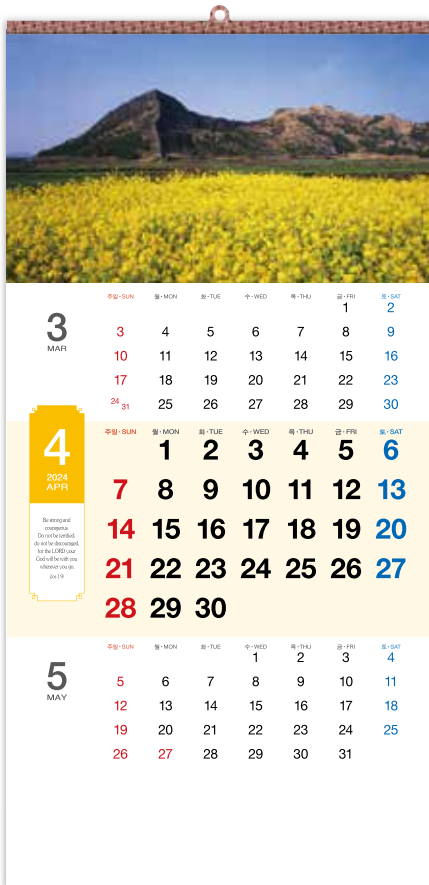 3
MAR
주일·SUN 월·MON 화·TUE 수·WED 목·THU 금·FRI 토·SAT
1 2
3 4 5 6 7 8 9
10 11 12 13 14 15 16
17 18 19 20 21 22 23
24 31 25 26 27 28 29 30
4
2024
APR
Be strong and
courageous.
Do not be terrified;
do not be discouraged,
for the LORD your
God will be with you
wherever you go.
(Jos 1:9)
주일·SUN 월·MON 화·TUE 수·WED 목·THU 금·FRI 토·SAT
1 2 3 4 5 6
7 8 9 10 11 12 13
14 15 16 17 18 19 20
21 22 23 24 25 26 27
28 29 30
5
MAY
주일·SUN 월·MON 화·TUE 수·WED 목·THU 금·FRI 토·SAT
1 2 3 4
5 6 7 8 9 10 11
12 13 14 15 16 17 18
19 20 21 22 23 24 25
26 27 28 29 30 31